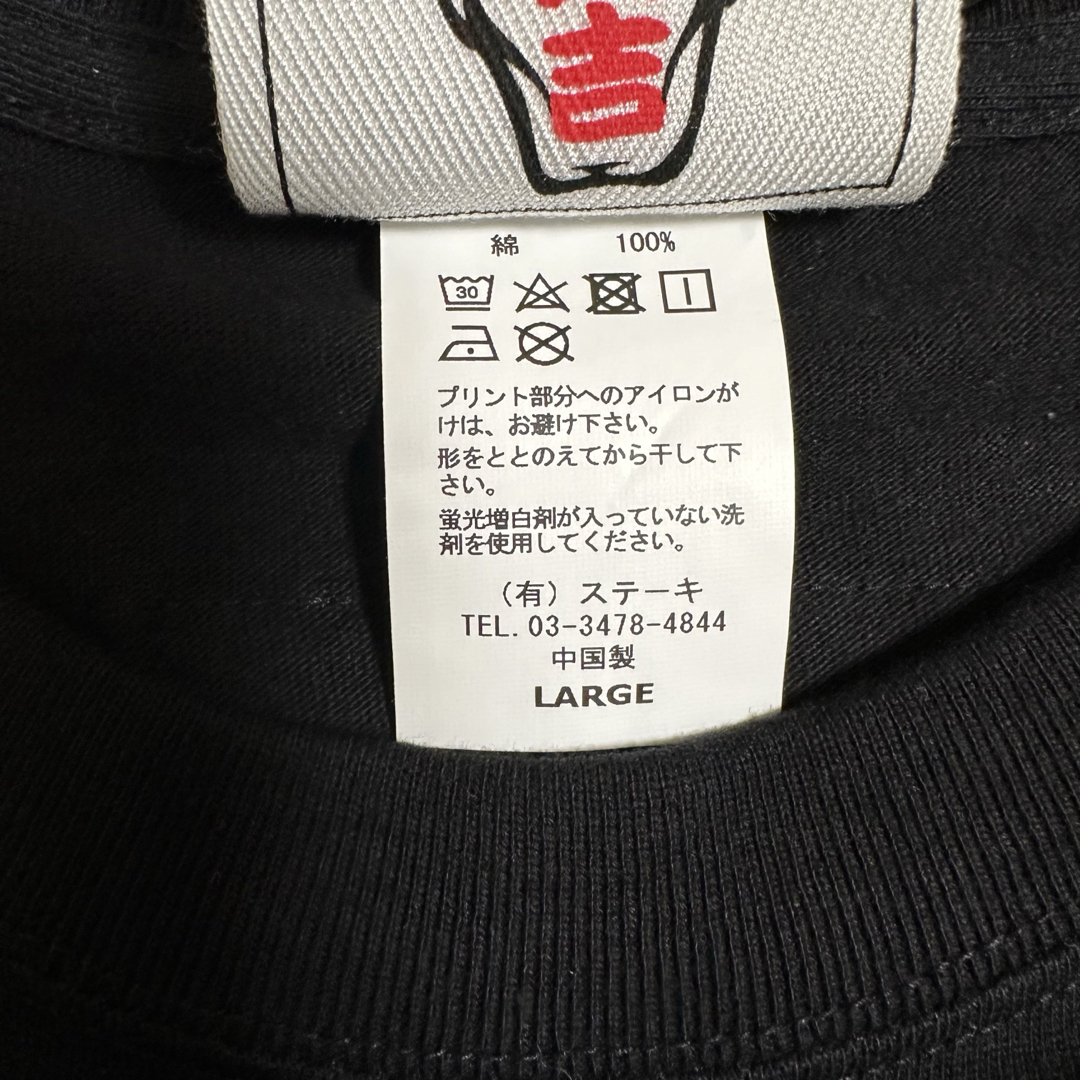 吉
綿 100%
30
プリント部分へのアイロンが
けは、お避け下さい。
形をととのえてから干して下
さい。
蛍光増白剤が入っていない洗
剤を使用してください。
（有）ステーキ
TEL.03-3478-4844
中国製
LARGE